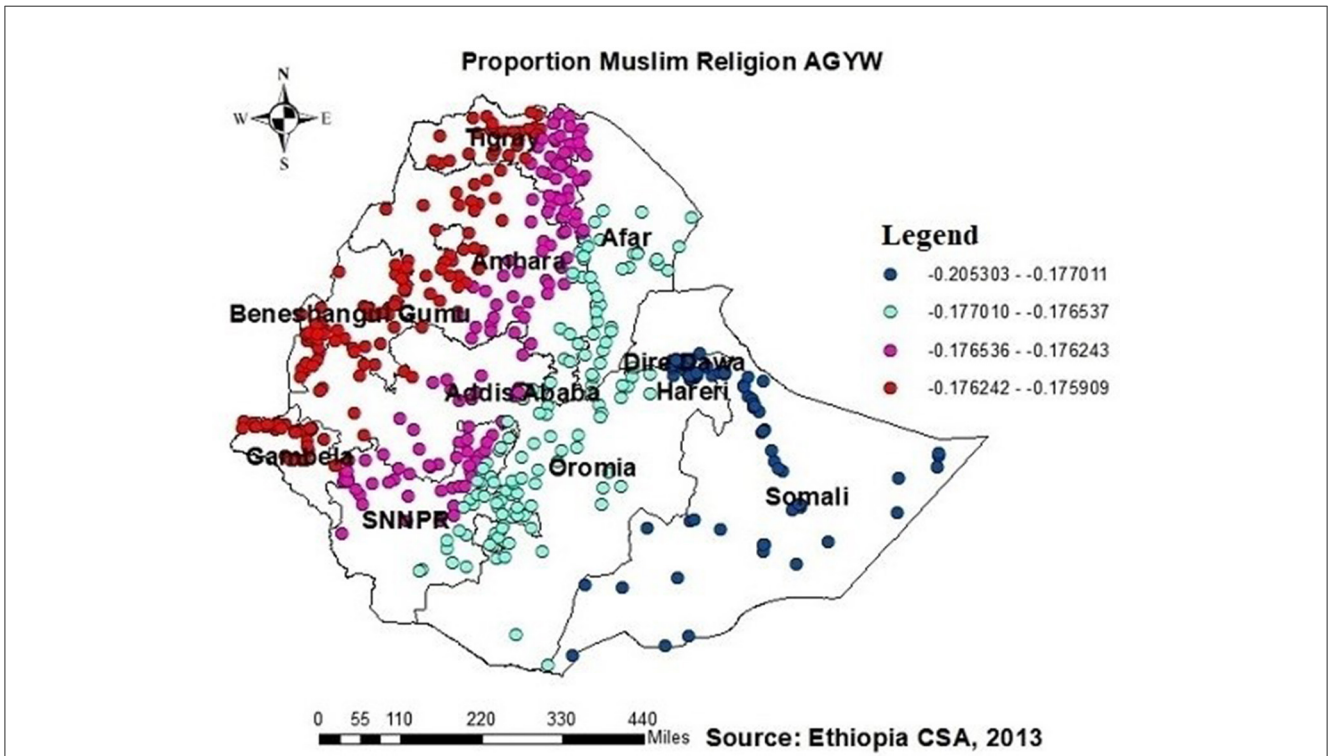 Proportion Muslim Religion AGYW
N
W E
S
Tigray
Afar
Amhara
Beneshangul Gumu
Dire Dawa
Addis Ababa
Hareri
Gambela
Oromia
Somali
SNNPR
Legend
-0.205303 - -0.177011
-0.177010 - -0.176537
-0.176536 - -0.176243
-0.176242 - -0.175909
0 55 110 220 330 440
Miles
Source: Ethiopia CSA, 2013